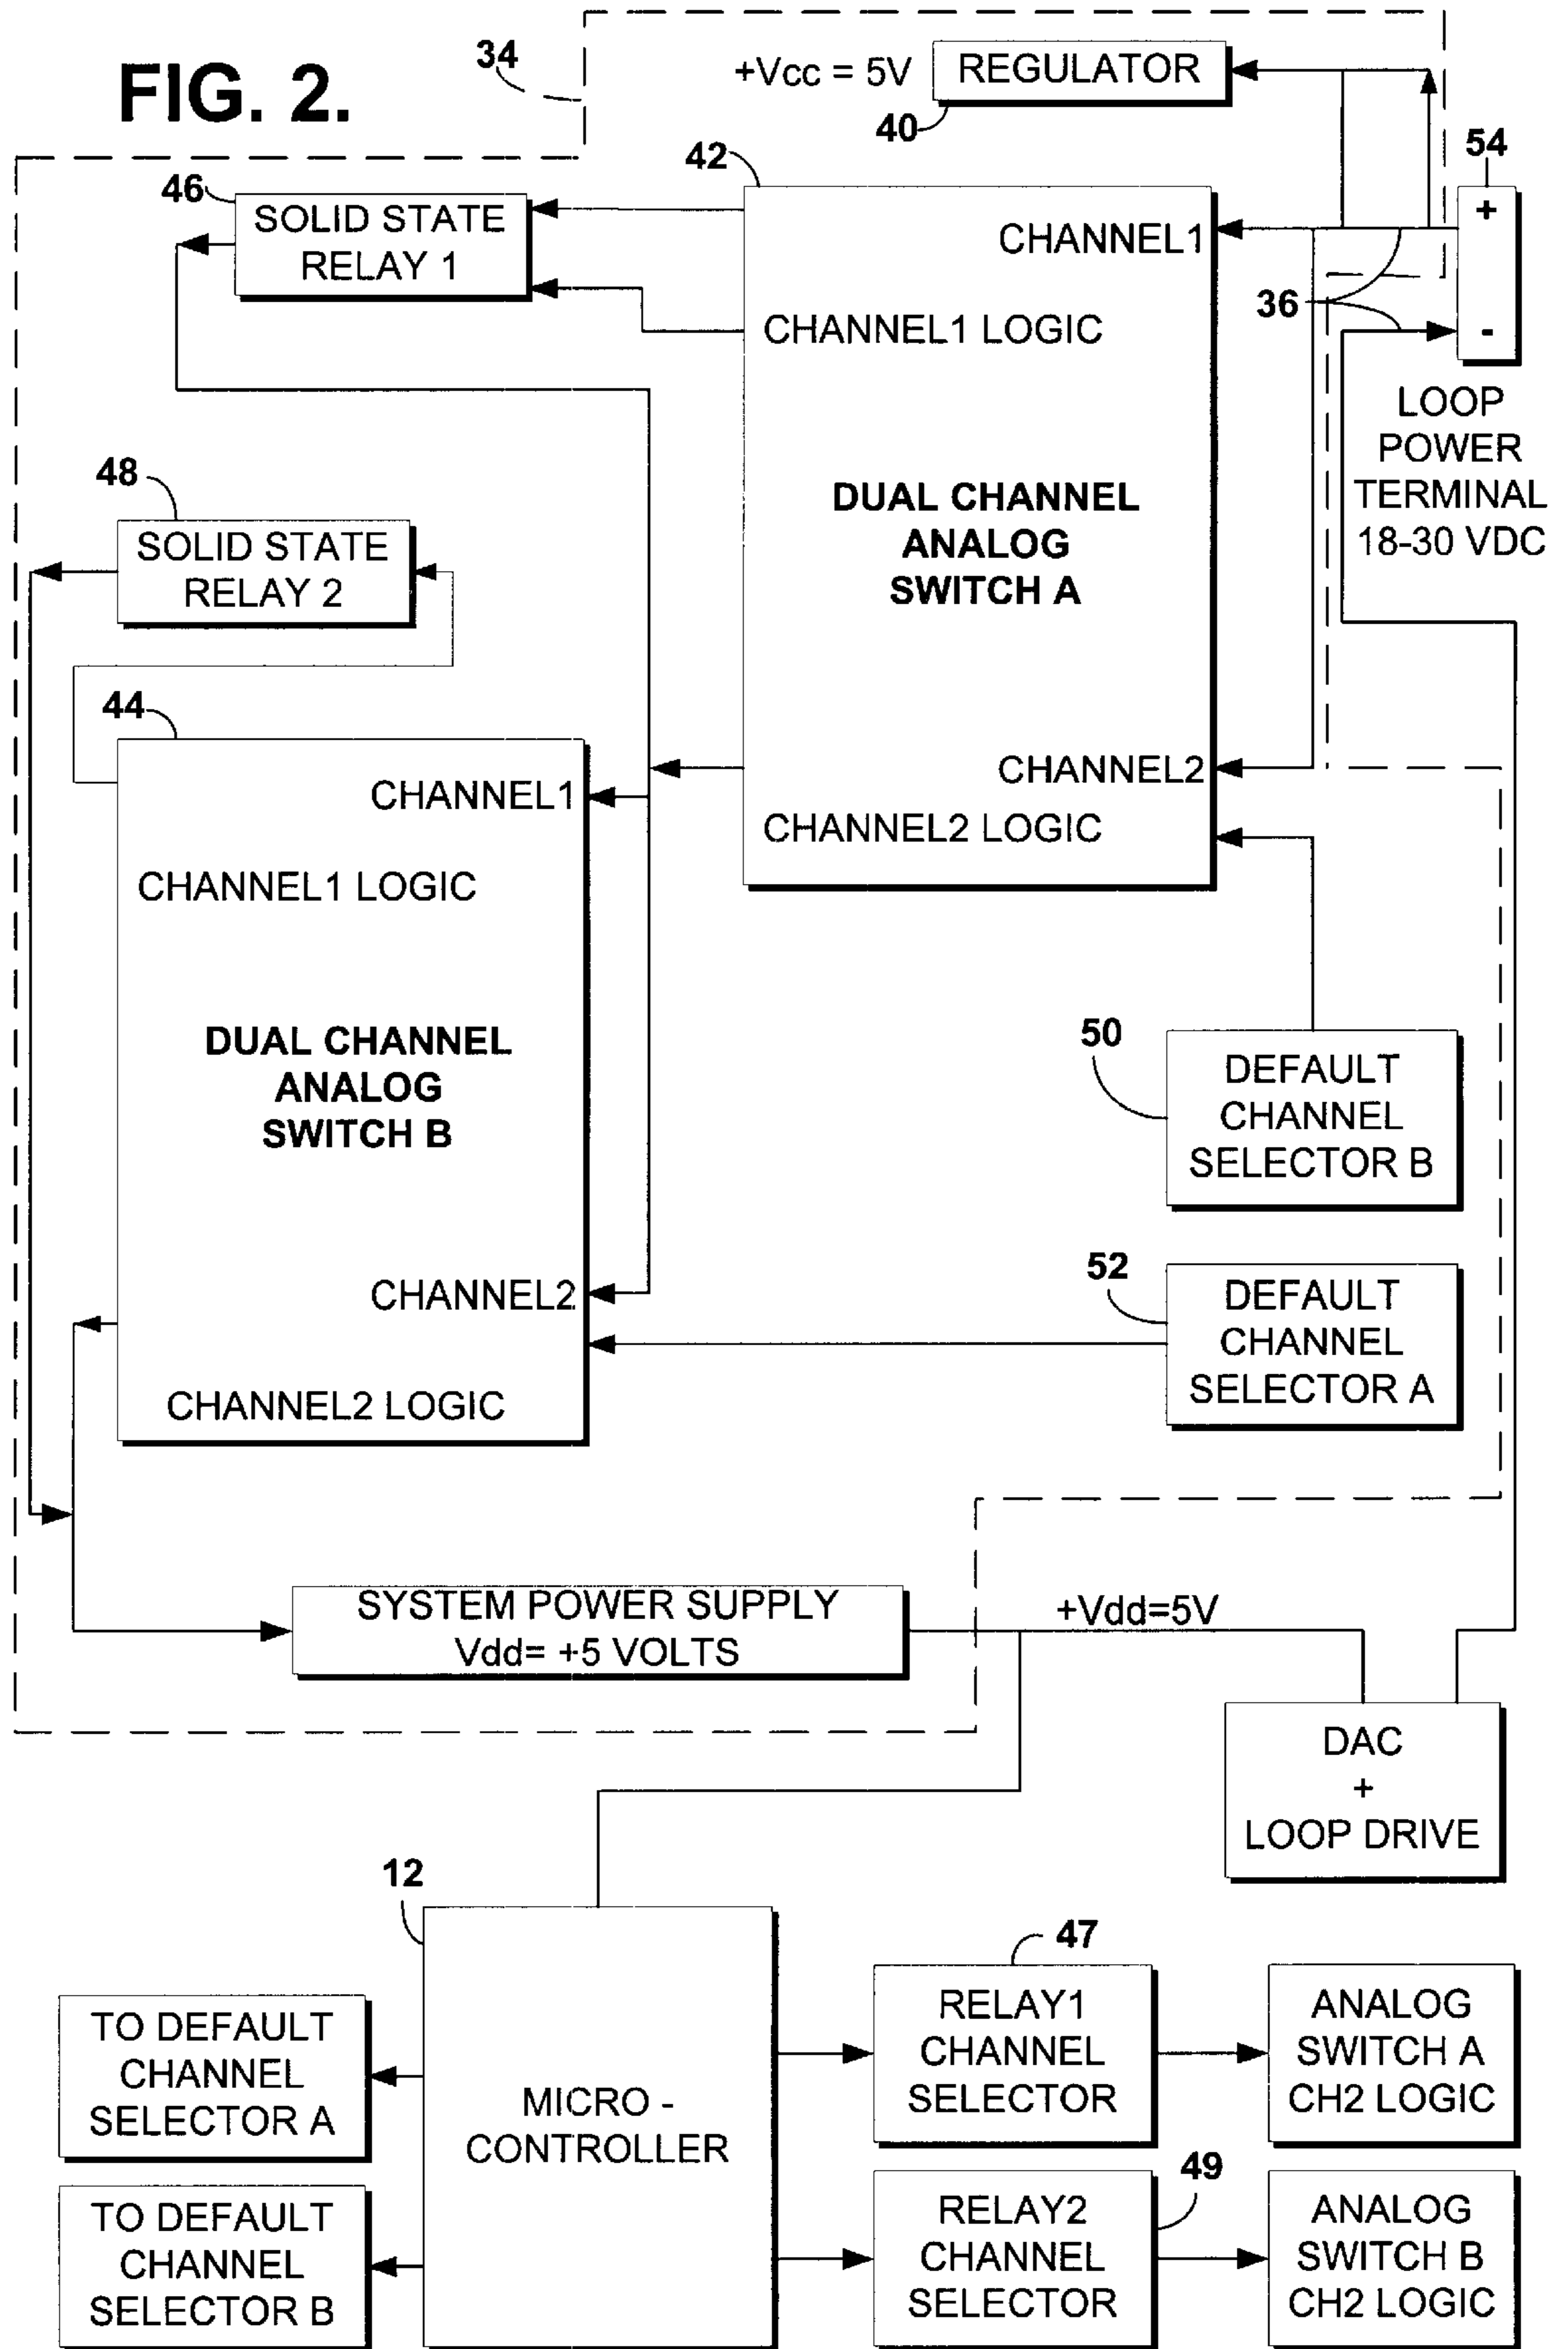 FIG. 2.
34
+Vcc = 5V
REGULATOR
40
54
+
-
36
LOOP
POWER
TERMINAL
18-30 VDC
42
CHANNEL1
CHANNEL1 LOGIC
DUAL CHANNEL
ANALOG
SWITCH A
CHANNEL2
CHANNEL2 LOGIC
46
SOLID STATE
RELAY 1
48
SOLID STATE
RELAY 2
44
CHANNEL1
CHANNEL1 LOGIC
DUAL CHANNEL
ANALOG
SWITCH B
CHANNEL2
CHANNEL2 LOGIC
50
DEFAULT
CHANNEL
SELECTOR B
52
DEFAULT
CHANNEL
SELECTOR A
SYSTEM POWER SUPPLY
Vdd= +5 VOLTS
+Vdd=5V
DAC
+
LOOP DRIVE
12
MICRO -
CONTROLLER
TO DEFAULT
CHANNEL
SELECTOR A
TO DEFAULT
CHANNEL
SELECTOR B
47
RELAY1
CHANNEL
SELECTOR
ANALOG
SWITCH A
CH2 LOGIC
49
RELAY2
CHANNEL
SELECTOR
ANALOG
SWITCH B
CH2 LOGIC